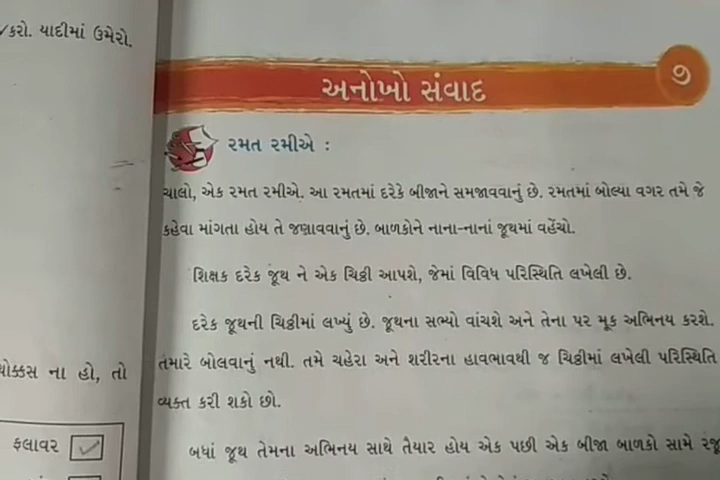 કરો. યાદીમાં ઉમેરો.
અનોખો સંવાદ
૭
રમત રમીએ :
ચાલો, એક રમત રમીએ. આ રમતમાં દરેકે બીજાને સમજાવવાનું છે. રમતમાં બોલ્યા વગર તમે જે
કહેવા માંગતા હોય તે જણાવવાનું છે. બાળકોને નાના-નાનાં જૂથમાં વહેંચો.
શિક્ષક દરેક જૂથ ને એક ચિઠ્ઠી આપશે, જેમાં વિવિધ પરિસ્થિતિ લખેલી છે.
દરેક જૂથની ચિઠ્ઠીમાં લખ્યું છે. જૂથના સભ્યો વાંચશે અને તેના પર મૂક અભિનય કરશે.
તમારે બોલવાનું નથી. તમે ચહેરા અને શરીરના હાવભાવથી જ ચિઠ્ઠીમાં લખેલી પરિસ્થિતિ
વ્યક્ત કરી શકો છો.
બધાં જૂથ તેમના અભિનય સાથે તૈયાર હોય એક પછી એક બીજા બાળકો સામે રજૂ
ચોક્કસ ના હો, તો
ફલાવર